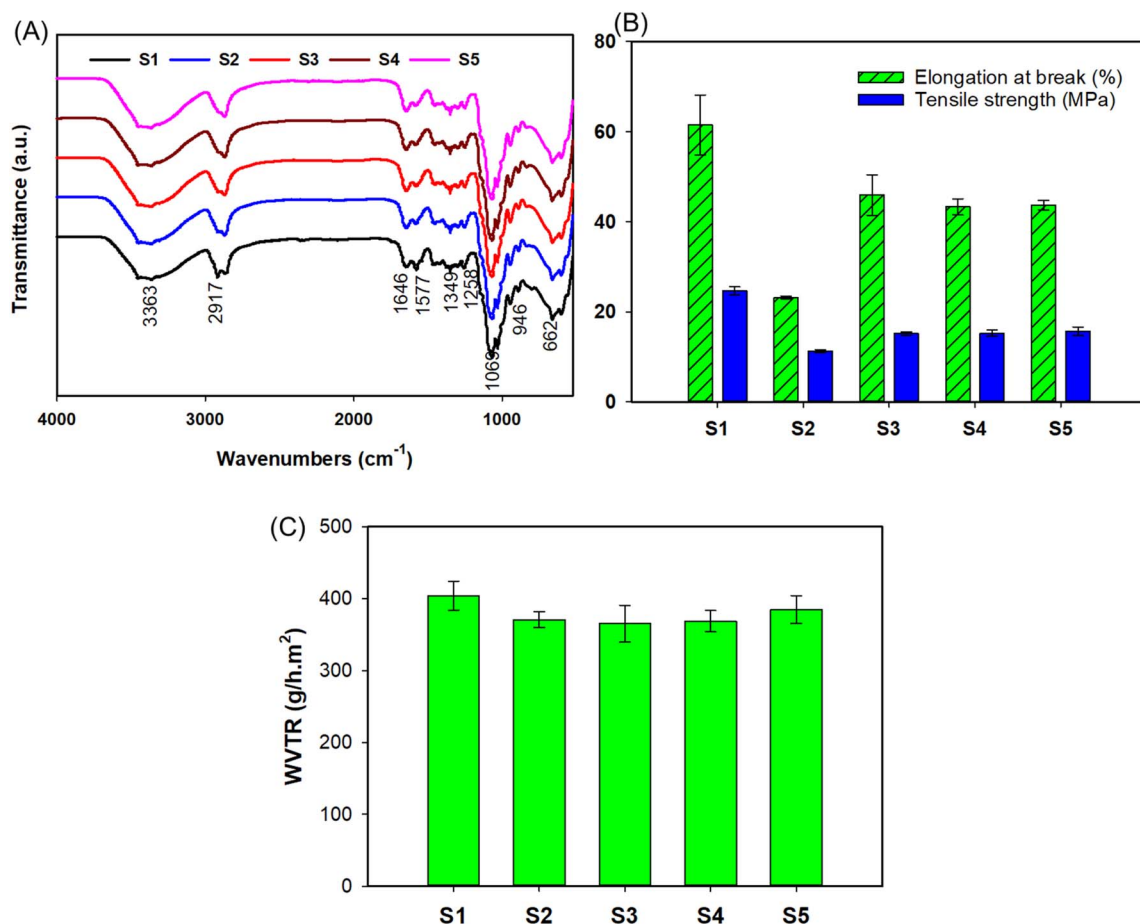 (A)
S1 S2 S3 S4 S5
Transmittance (a.u.)
3363
2917
1646
1577
1349
1258
1069
946
662
4000 3000 2000 1000
Wavenumbers (cm⁻¹)
(B)
80
60
40
20
0
Elongation at break (%)
Tensile strength (MPa)
S1 S2 S3 S4 S5
(C)
WVTR (g/h.m²)
500
400
300
200
100
0
S1 S2 S3 S4 S5